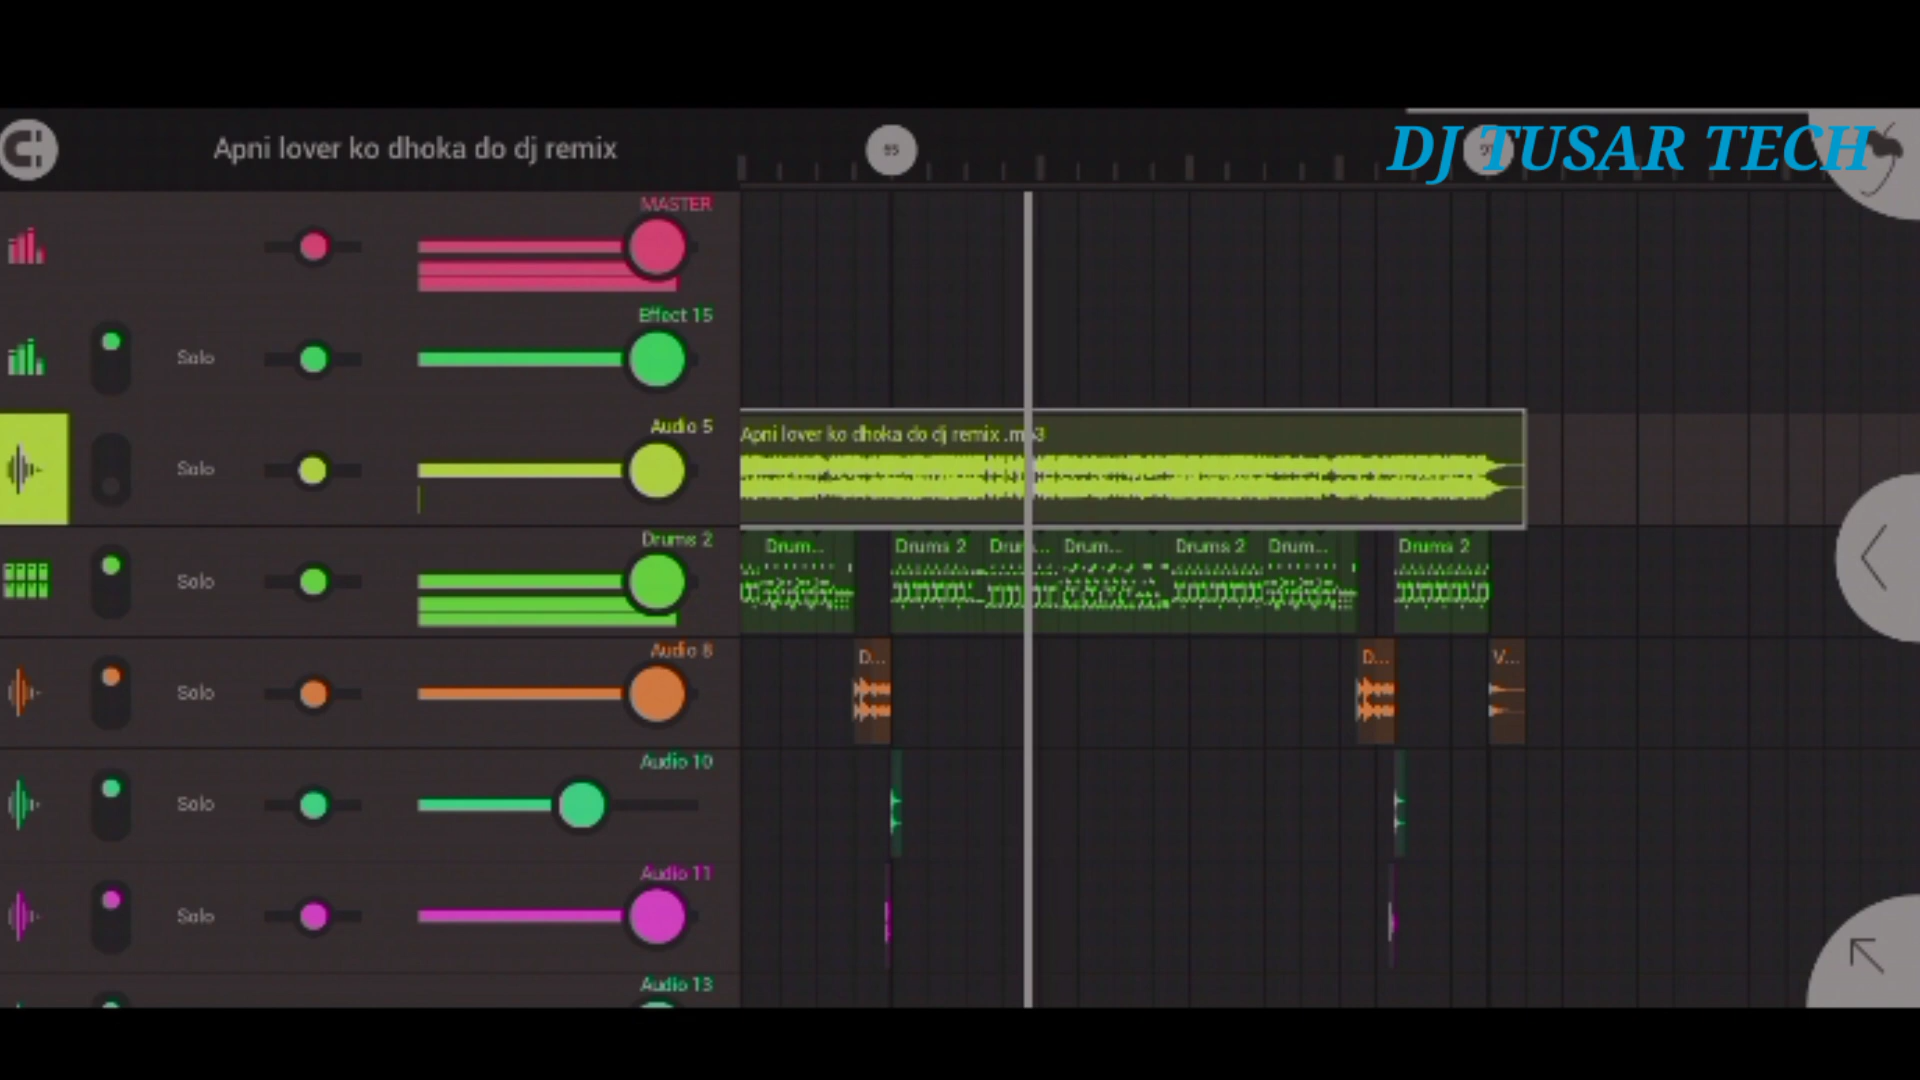 Apni lover ko dhoka do dj remix
DJ TUSAR TECH
MASTER
Effect 15
Solo
Audio 5
Solo
Apni lover ko dhoka do dj remix .mp3
Drums 2
Solo
Drum... Drums 2 Drum... Drum... Drums 2 Drum... Drums 2
Audio 8
Solo
D... D... V...
Audio 10
Solo
Audio 11
Solo
Audio 13